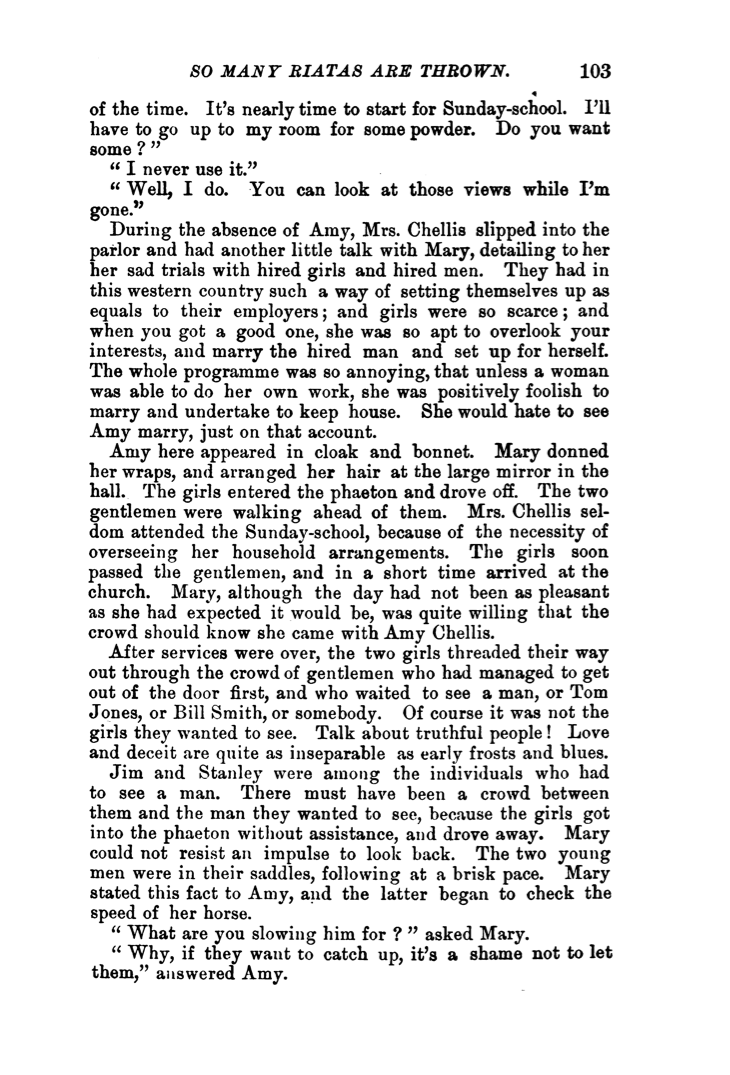 SO MANY RIATAS ARE THROWN. 103
of the time. It's nearly time to start for Sunday-school. I'll
have to go up to my room for some powder. Do you want
some?"
"I never use it."
"Well, I do. You can look at those views while I'm
gone."
During the absence of Amy, Mrs. Chellis slipped into the
parlor and had another little talk with Mary, detailing to her
her sad trials with hired girls and hired men. They had in
this western country such a way of setting themselves up as
equals to their employers; and girls were so scarce; and
when you got a good one, she was so apt to overlook your
interests, and marry the hired man and set up for herself.
The whole programme was so annoying, that unless a woman
was able to do her own work, she was positively foolish to
marry and undertake to keep house. She would hate to see
Amy marry, just on that account.
Amy here appeared in cloak and bonnet. Mary donned
her wraps, and arranged her hair at the large mirror in the
hall. The girls entered the phaeton and drove off. The two
gentlemen were walking ahead of them. Mrs. Chellis sel-
dom attended the Sunday-school, because of the necessity of
overseeing her household arrangements. The girls soon
passed the gentlemen, and in a short time arrived at the
church. Mary, although the day had not been as pleasant
as she had expected it would be, was quite willing that the
crowd should know she came with Amy Chellis.
After services were over, the two girls threaded their way
out through the crowd of gentlemen who had managed to get
out of the door first, and who waited to see a man, or Tom
Jones, or Bill Smith, or somebody. Of course it was not the
girls they wanted to see. Talk about truthful people! Love
and deceit are quite as inseparable as early frosts and blues.
Jim and Stanley were among the individuals who had
to see a man. There must have been a crowd between
them and the man they wanted to see, because the girls got
into the phaeton without assistance, and drove away. Mary
could not resist an impulse to look back. The two young
men were in their saddles, following at a brisk pace. Mary
stated this fact to Amy, and the latter began to check the
speed of her horse.
"What are you slowing him for?" asked Mary.
"Why, if they want to catch up, it's a shame not to let
them," answered Amy.